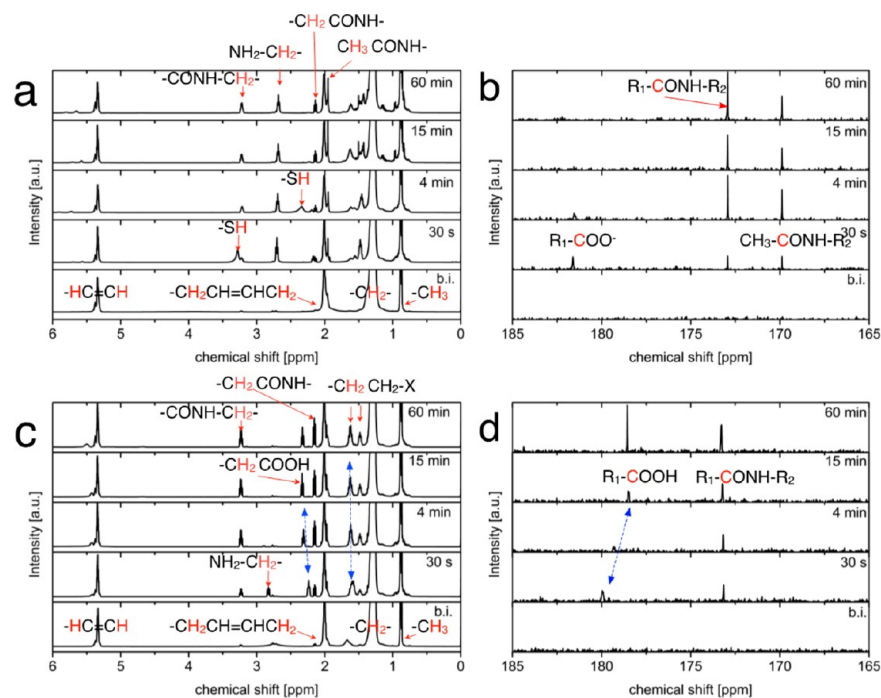 -CH2 CONH-
NH2-CH2-
CH3 CONH-
-CONH-CH2-
a
60 min
15 min
4 min
-SH
30 s
-SH
b.i.
-HC=CH
-CH2CH=CHCH2-
-CH2-
-CH3
Intensity [a.u.]
6 5 4 3 2 1 0
chemical shift [ppm]
b
60 min
R1-CONH-R2
15 min
4 min
30 s
R1-COO-
CH3-CONH-R2
b.i.
Intensity [a.u.]
185 180 175 170 165
chemical shift [ppm]
-CH2 CONH-
-CH2 CH2-X
-CONH-CH2-
c
60 min
15 min
-CH2 COOH
4 min
30 s
NH2-CH2-
b.i.
-HC=CH
-CH2CH=CHCH2-
-CH2-
-CH3
Intensity [a.u.]
6 5 4 3 2 1 0
chemical shift [ppm]
d
60 min
15 min
R1-COOH
R1-CONH-R2
4 min
30 s
b.i.
Intensity [a.u.]
185 180 175 170 165
chemical shift [ppm]